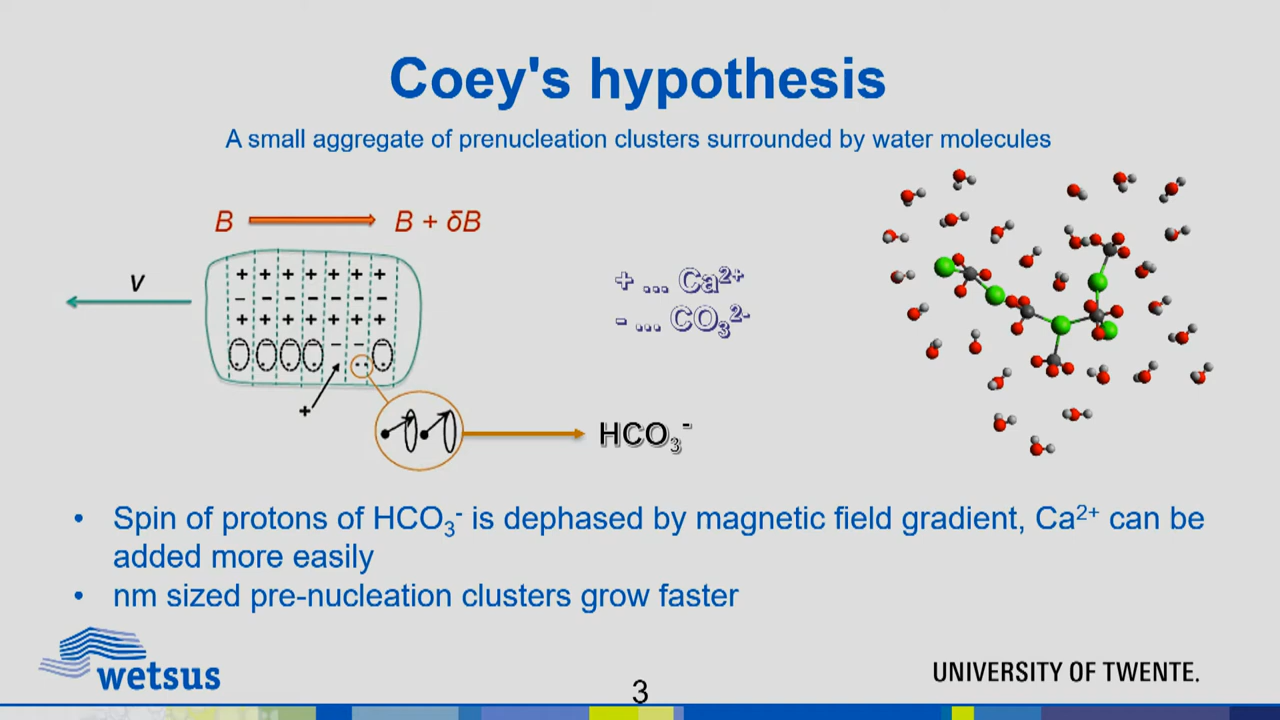 Coey's hypothesis
A small aggregate of prenucleation clusters surrounded by water molecules
B B + δB
v
+ + + + + + +
− − − − − − −
+ + + + + + +
− − − − − − −
+
+ ... Ca²⁺
- ... CO₃²⁻
HCO₃⁻
• Spin of protons of HCO₃⁻ is dephased by magnetic field gradient, Ca²⁺ can be
added more easily
• nm sized pre-nucleation clusters grow faster
wetsus
3
UNIVERSITY OF TWENTE.